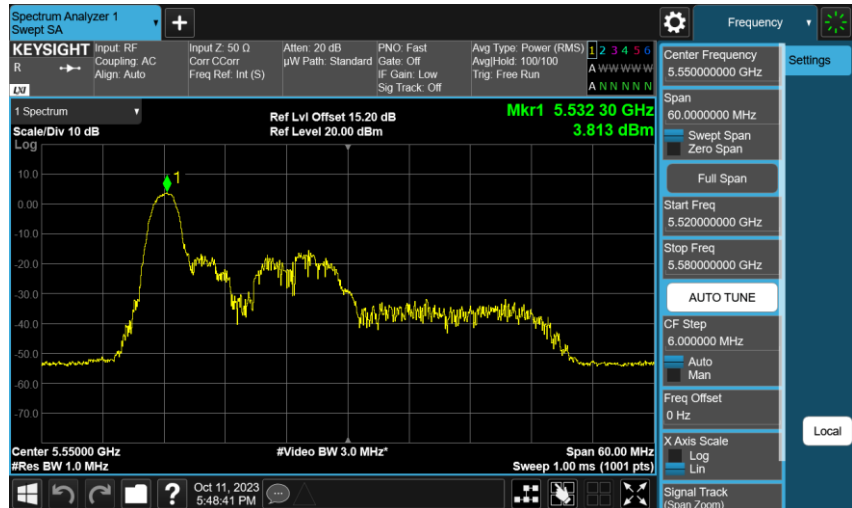 Spectrum Analyzer 1
Swept SA
+
Frequency
KEYSIGHT
R
LXI
Input: RF
Coupling: AC
Align: Auto
Input Z: 50 Ω
Corr CCorr
Freq Ref: Int (S)
Atten: 20 dB
µW Path: Standard
PNO: Fast
Gate: Off
IF Gain: Low
Sig Track: Off
Avg Type: Power (RMS)
Avg|Hold: 100/100
Trig: Free Run
1 2 3 4 5 6
A W W W W W
A N N N N N
1 Spectrum
Scale/Div 10 dB
Log
Ref Lvl Offset 15.20 dB
Ref Level 20.00 dBm
Mkr1 5.532 30 GHz
3.813 dBm
1
10.0
0.00
-10.0
-20.0
-30.0
-40.0
-50.0
-60.0
-70.0
Center 5.55000 GHz
#Res BW 1.0 MHz
#Video BW 3.0 MHz*
Span 60.00 MHz
Sweep 1.00 ms (1001 pts)
?
Oct 11, 2023
5:48:41 PM
Center Frequency
5.550000000 GHz
Span
60.0000000 MHz
Swept Span
Zero Span
Full Span
Start Freq
5.520000000 GHz
Stop Freq
5.580000000 GHz
AUTO TUNE
CF Step
6.000000 MHz
Auto
Man
Freq Offset
0 Hz
X Axis Scale
Log
Lin
Signal Track
(Span Zoom)
Settings
Local